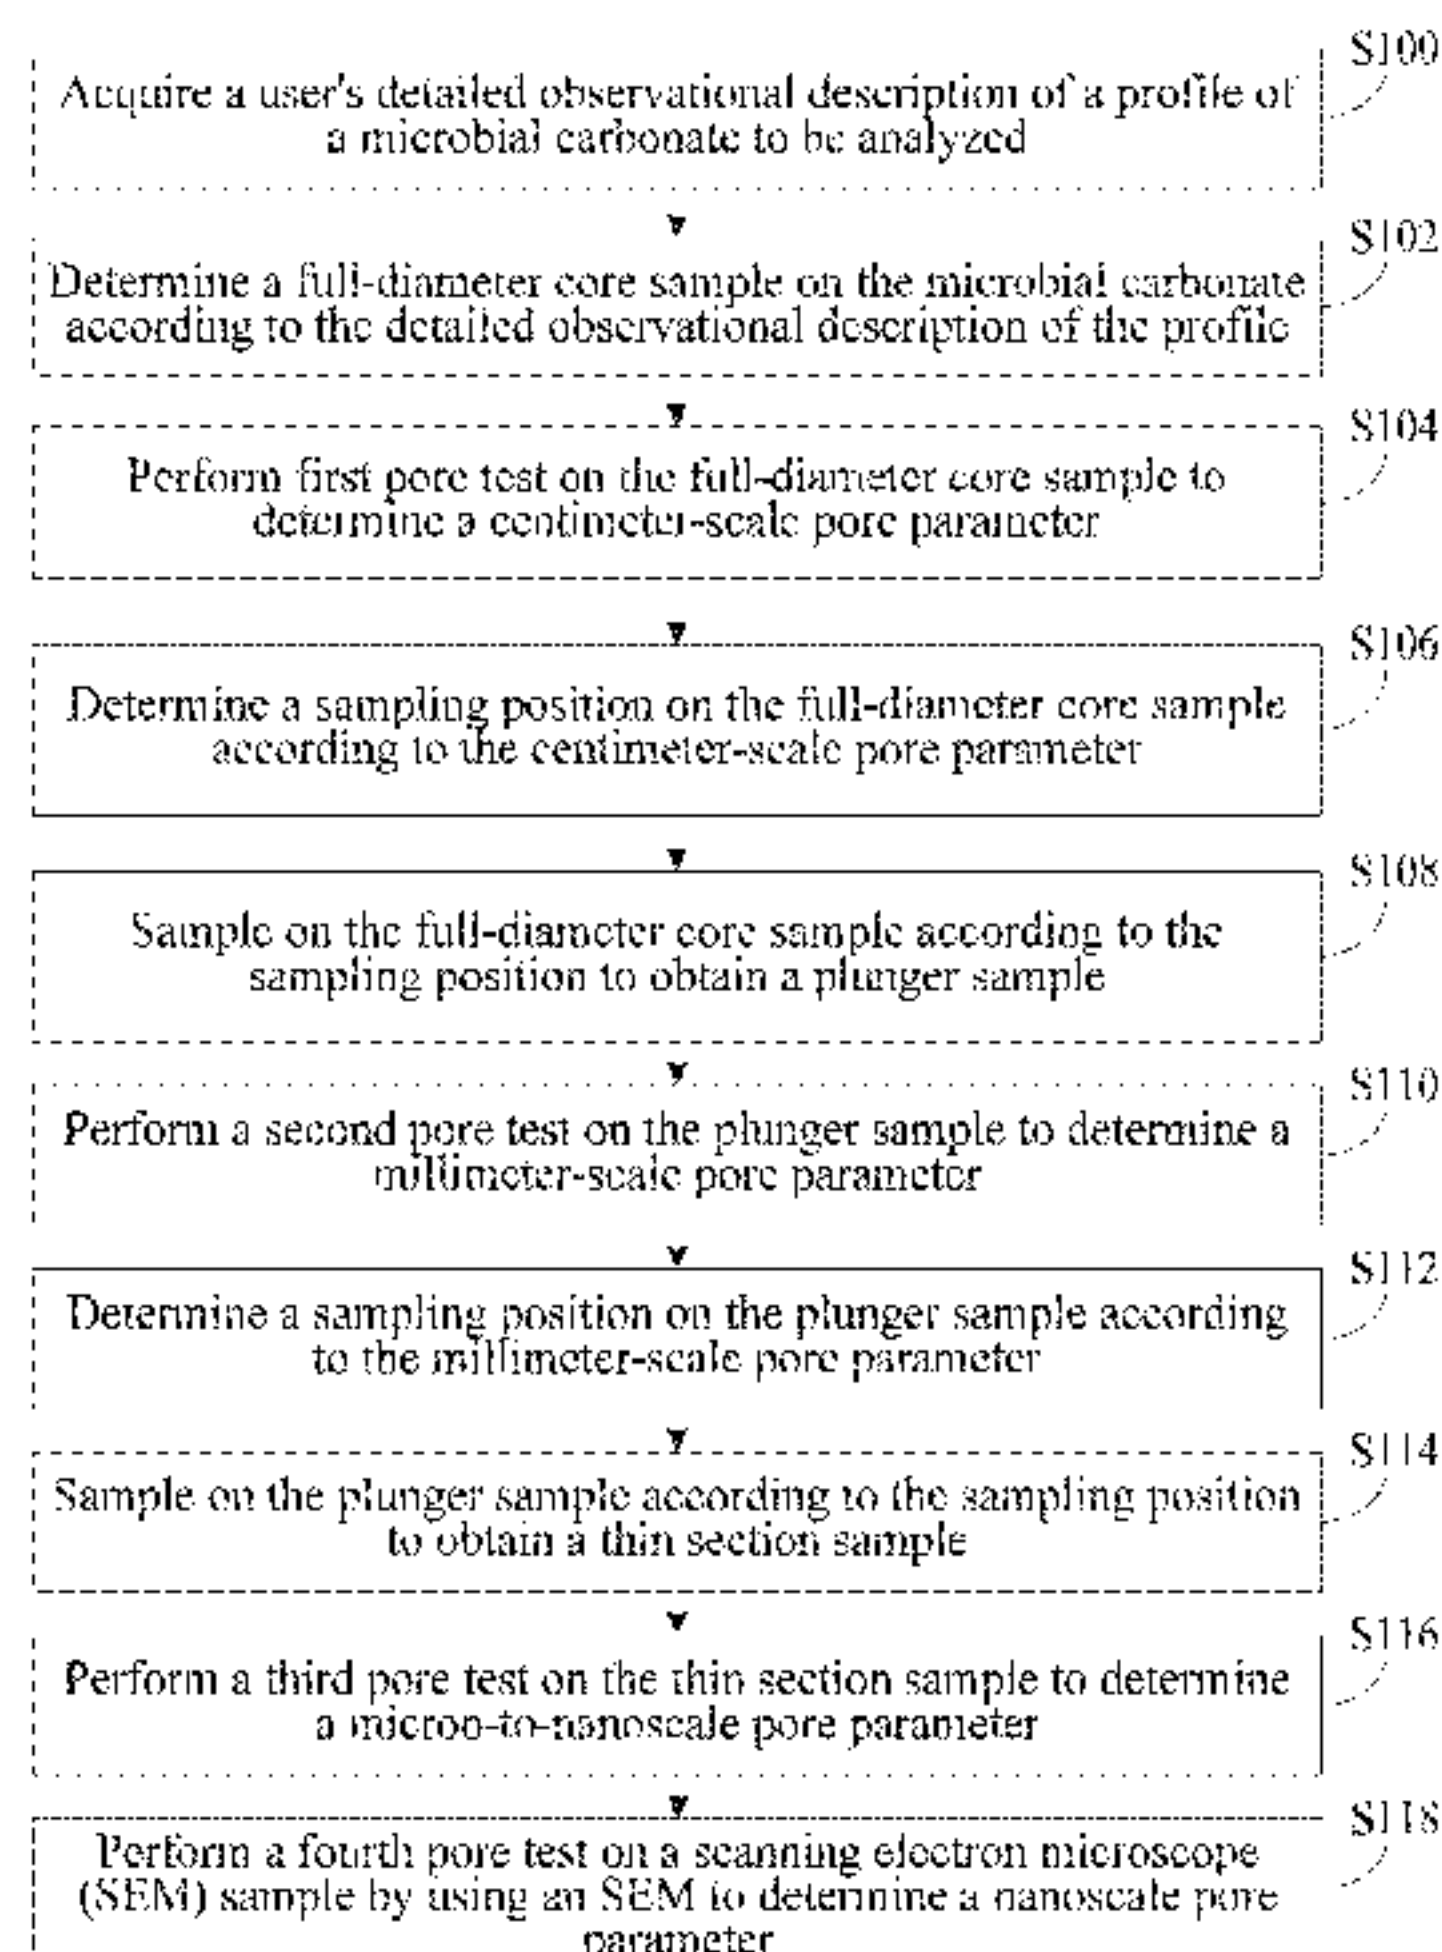 S100
Acquire a user's detailed observational description of a profile of
a microbial carbonate to be analyzed
S102
Determine a full-diameter core sample on the microbial carbonate
according to the detailed observational description of the profile
S104
Perform first pore test on the full-diameter core sample to
determine a centimeter-scale pore parameter
S106
Determine a sampling position on the full-diameter core sample
according to the centimeter-scale pore parameter
S108
Sample on the full-diameter core sample according to the
sampling position to obtain a plunger sample
S110
Perform a second pore test on the plunger sample to determine a
millimeter-scale pore parameter
S112
Determine a sampling position on the plunger sample according
to the millimeter-scale pore parameter
S114
Sample on the plunger sample according to the sampling position
to obtain a thin section sample
S116
Perform a third pore test on the thin section sample to determine
a micron-to-nanoscale pore parameter
S118
Perform a fourth pore test on a scanning electron microscope
(SEM) sample by using an SEM to determine a nanoscale pore
parameter